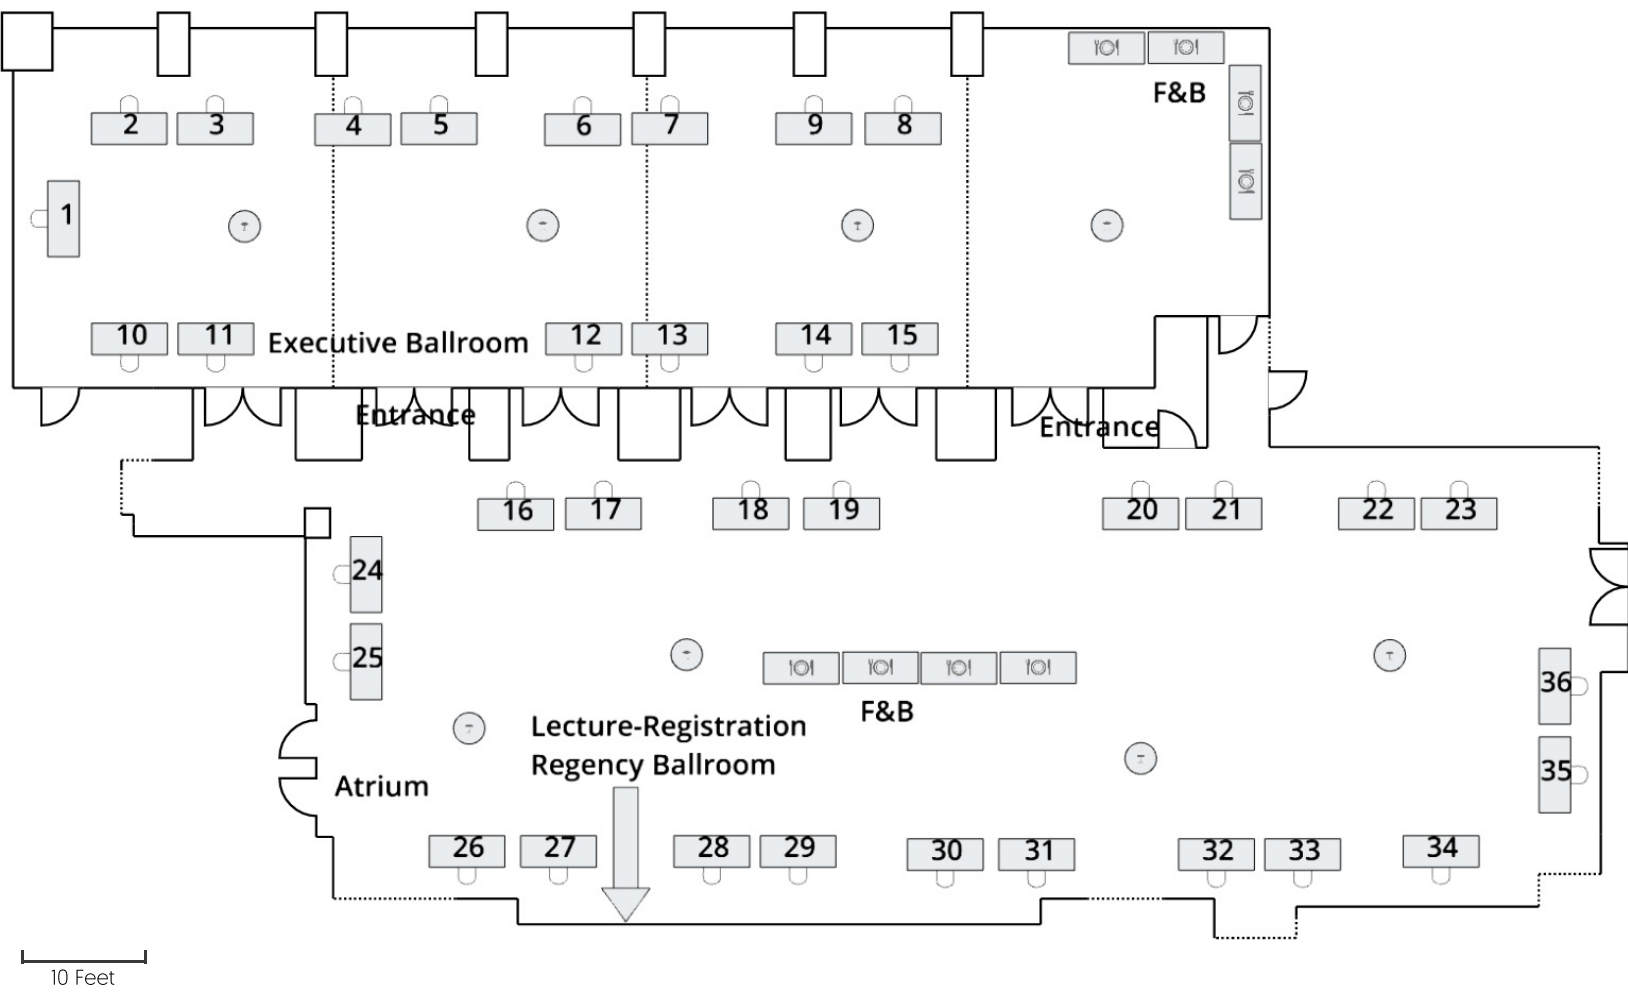 F&B
2 3 4 5 6 7 9 8
1
10 11 12 13 14 15
Executive Ballroom
Entrance
Entrance
16 17 18 19 20 21 22 23
24
25
36
F&B
Lecture-Registration
Regency Ballroom
35
Atrium
26 27 28 29 30 31 32 33 34
10 Feet